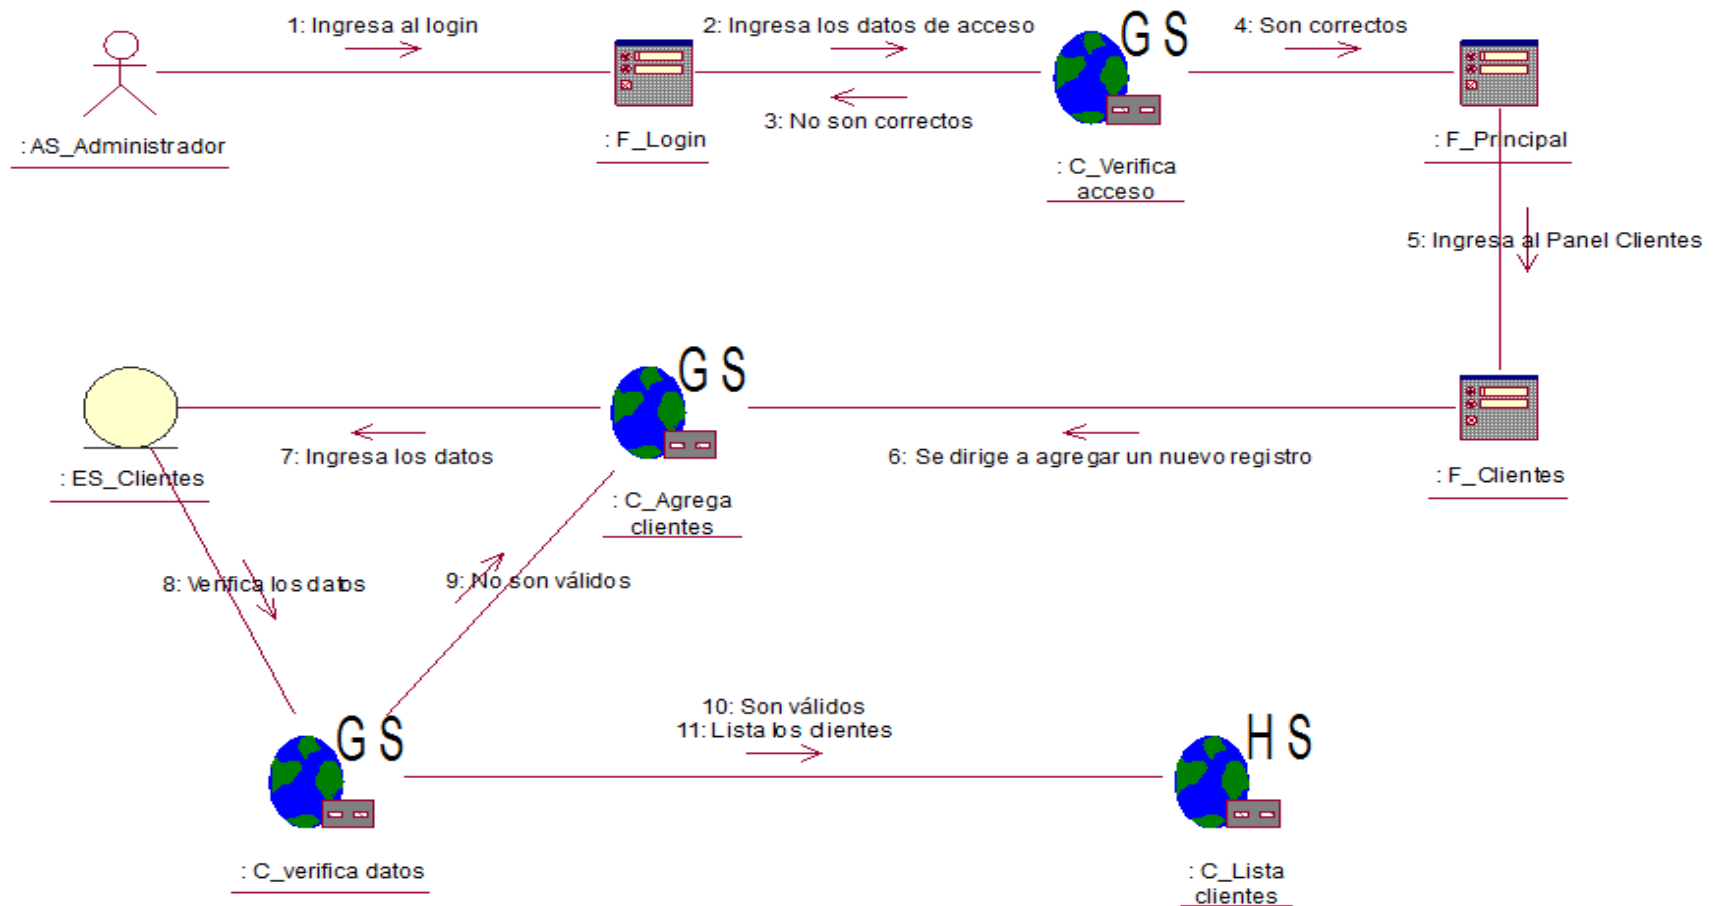 1: Ingresa al login
2: Ingresa los datos de acceso
G S
4: Son correctos
3: No son correctos
: AS_Administrador
: F_Login
: C_Verifica
acceso
: F_Principal
5: Ingresa al Panel Clientes
G S
7: Ingresa los datos
6: Se dirige a agregar un nuevo registro
: ES_Clientes
: C_Agrega
clientes
: F_Clientes
8: Verifica los datos
9: No son válidos
G S
10: Son válidos
11: Lista los clientes
H S
: C_verifica datos
: C_Lista
clientes